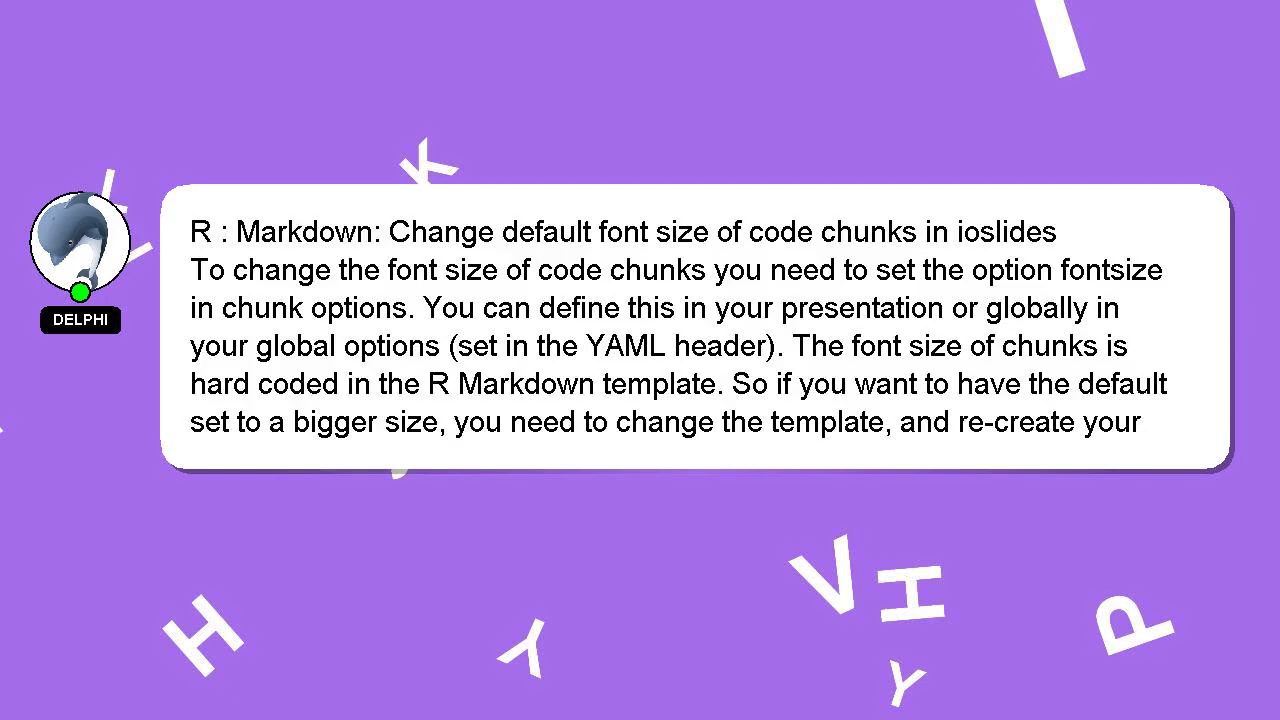 R : Markdown: Change default font size of code chunks in ioslides
To change the font size of code chunks you need to set the option fontsize
in chunk options. You can define this in your presentation or globally in
your global options (set in the YAML header). The font size of chunks is
hard coded in the R Markdown template. So if you want to have the default
set to a bigger size, you need to change the template, and re-create your
DELPHI
K
V
H
P
H
Y
Y